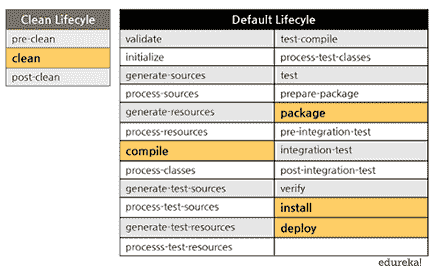 Clean Lifecyle
pre-clean
clean
post-clean
Default Lifecyle
validate test-compile
initialize process-test-classes
generate-sources test
process-sources prepare-package
generate-resources package
process-resources pre-integration-test
compile integration-test
process-classes post-integration-test
generate-test-sources verify
process-test-sources install
generate-test-resources deploy
processs-test-resources
edureka!